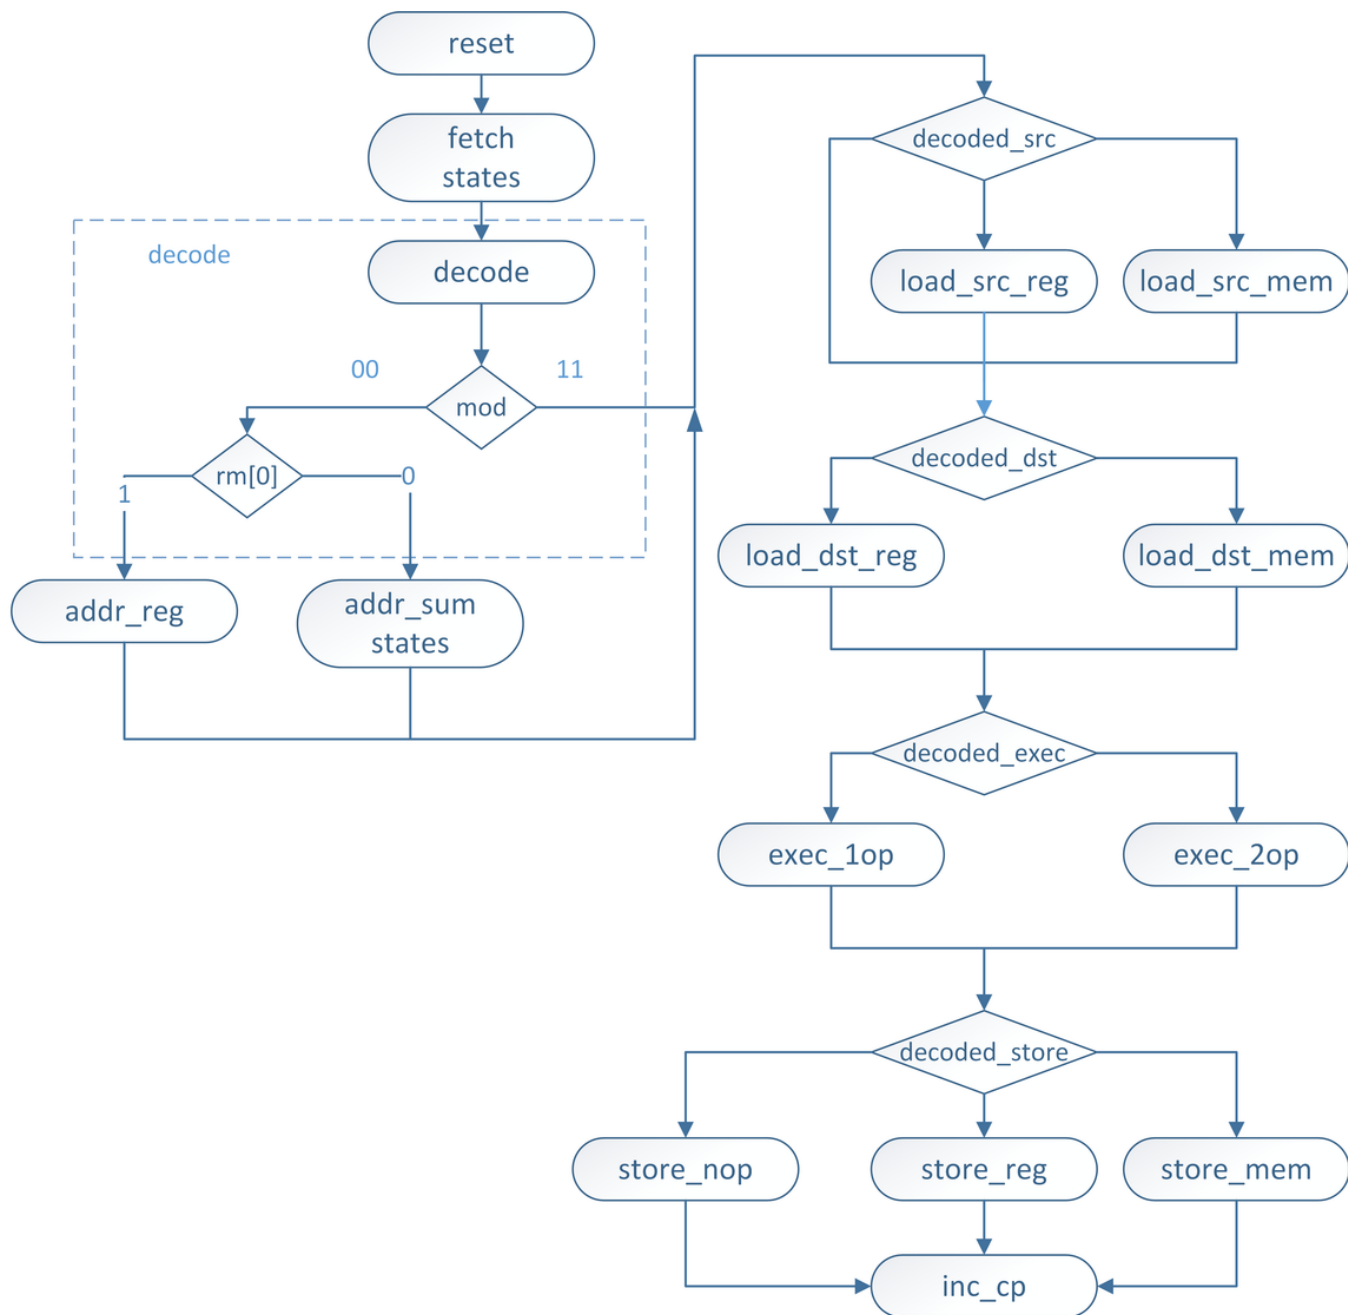 reset
fetch
states
decode
decode
00
11
mod
rm[0]
1
0
addr_reg
addr_sum
states
decoded_src
load_src_reg
load_src_mem
decoded_dst
load_dst_reg
load_dst_mem
decoded_exec
exec_1op
exec_2op
decoded_store
store_nop
store_reg
store_mem
inc_cp